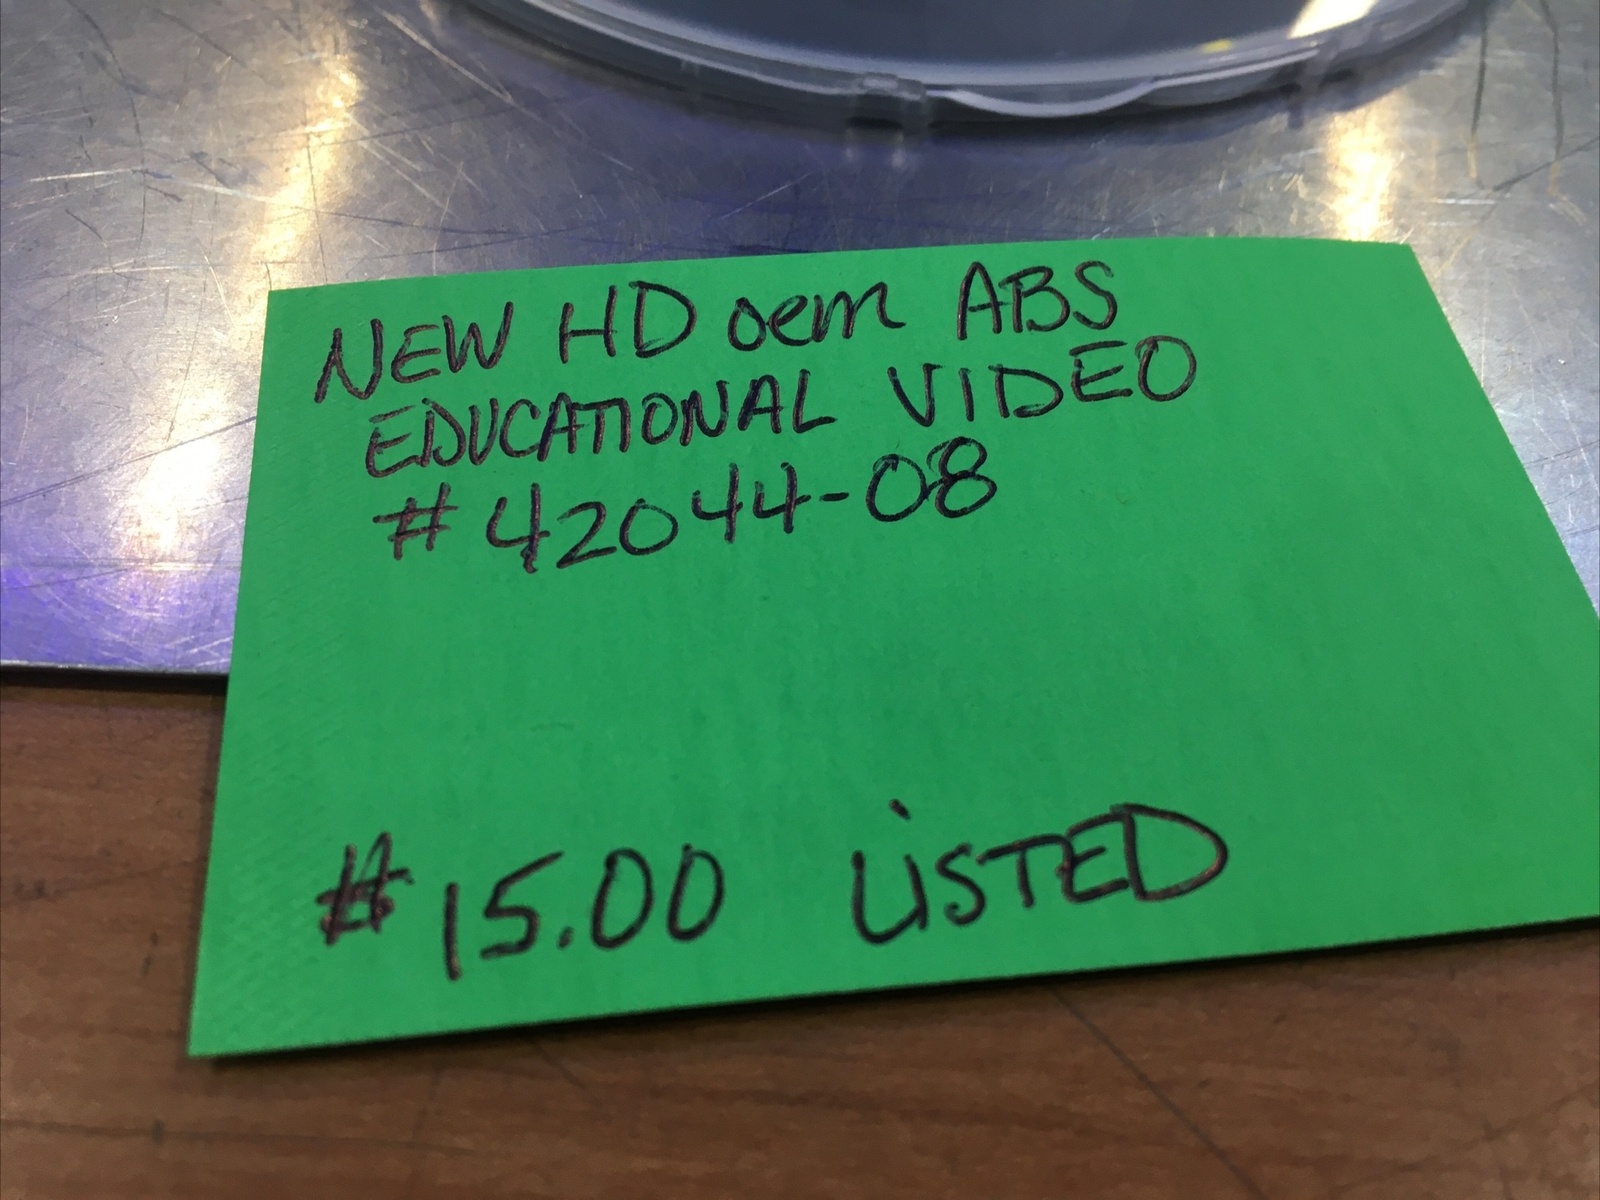 NEW HD oem ABS
EDUCATIONAL VIDEO
# 42044-08
# 15.00 LiSTED